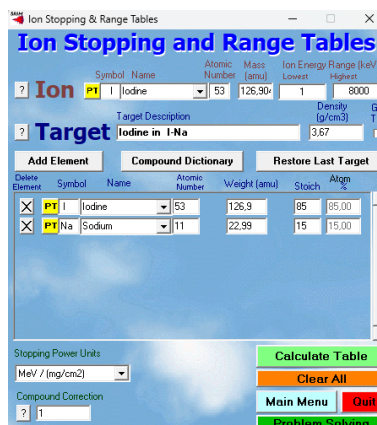 Ion Stopping & Range Tables
Ion Stopping and Range Tables
Symbol Name Atomic Number Mass (amu) Ion Energy Range (keV
Lowest Highest
? Ion PT I Iodine 53 126,90 1 8000
Target Description Density (g/cm3) G
? Target Iodine in I-Na 3,67 T
Add Element Compound Dictionary Restore Last Target
Delete Element Symbol Name Atomic Number Weight (amu) Stoich Atom %
X PT I Iodine 53 126,9 85 85,00
X PT Na Sodium 11 22,99 15 15,00
Stopping Power Units
MeV / (mg/cm2)
Calculate Table
Clear All
Compound Correction
? 1
Main Menu Quit
Problem Solving